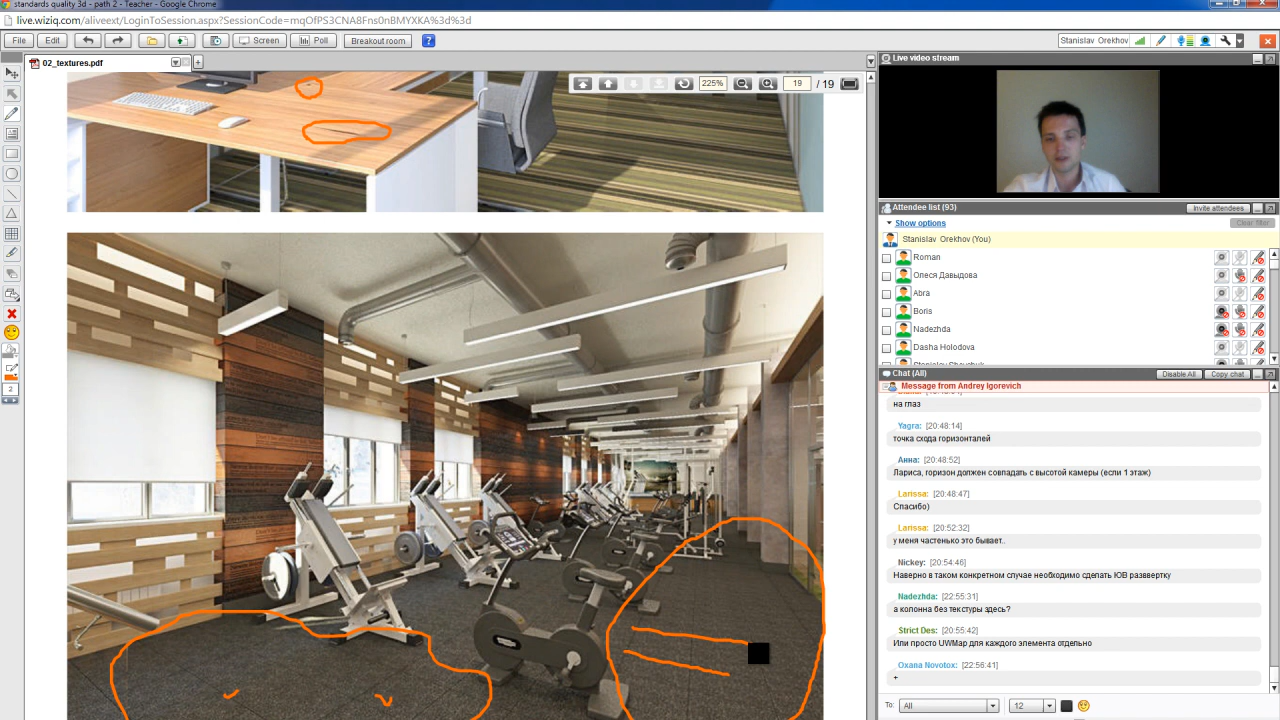 standards quality 3d - path 2 - Teacher - Google Chrome
live.wiziq.com/aliveext/LoginToSession.aspx?SessionCode=mqOfPS3CNA8Fns0nBMYXKA%3d%3d
File Edit Screen Poll Breakout room ? Stanislav Orekhov
02_textures.pdf
225% 19 / 19
2
Live video stream
Attendee list (93) Invite attendees
Show options Clear filter
Stanislav Orekhov (You)
Roman
Олеся Давыдова
Abra
Boris
Nadezhda
Dasha Holodova
Chat (All) Disable All Copy chat
Message from Andrey Igorevich
на глаз
Yagra: [20:48:14]
точка схода горизонталей
Анна: [20:48:52]
Лариса, горизон должен совпадать с высотой камеры (если 1 этаж)
Larissa: [20:48:47]
Спасибо)
Larissa: [20:52:32]
у меня частенько это бывает..
Nickey: [20:54:46]
Наверно в таком конкретном случае необходимо сделать ЮВ разввертку
Nadezhda: [22:55:31]
а колонна без текстуры здесь?
Strict Des: [20:55:42]
Или просто UWMap для каждого элемента отдельно
Oxana Novotox: [22:56:41]
+
To: All 12